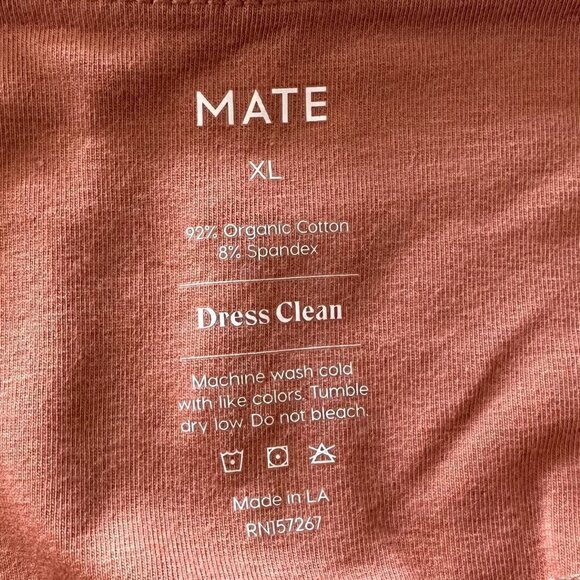 MATE
XL
92% Organic Cotton
8% Spandex
Dress Clean
Machine wash cold
with like colors. Tumble
dry low. Do not bleach.
Made in LA
RN157267